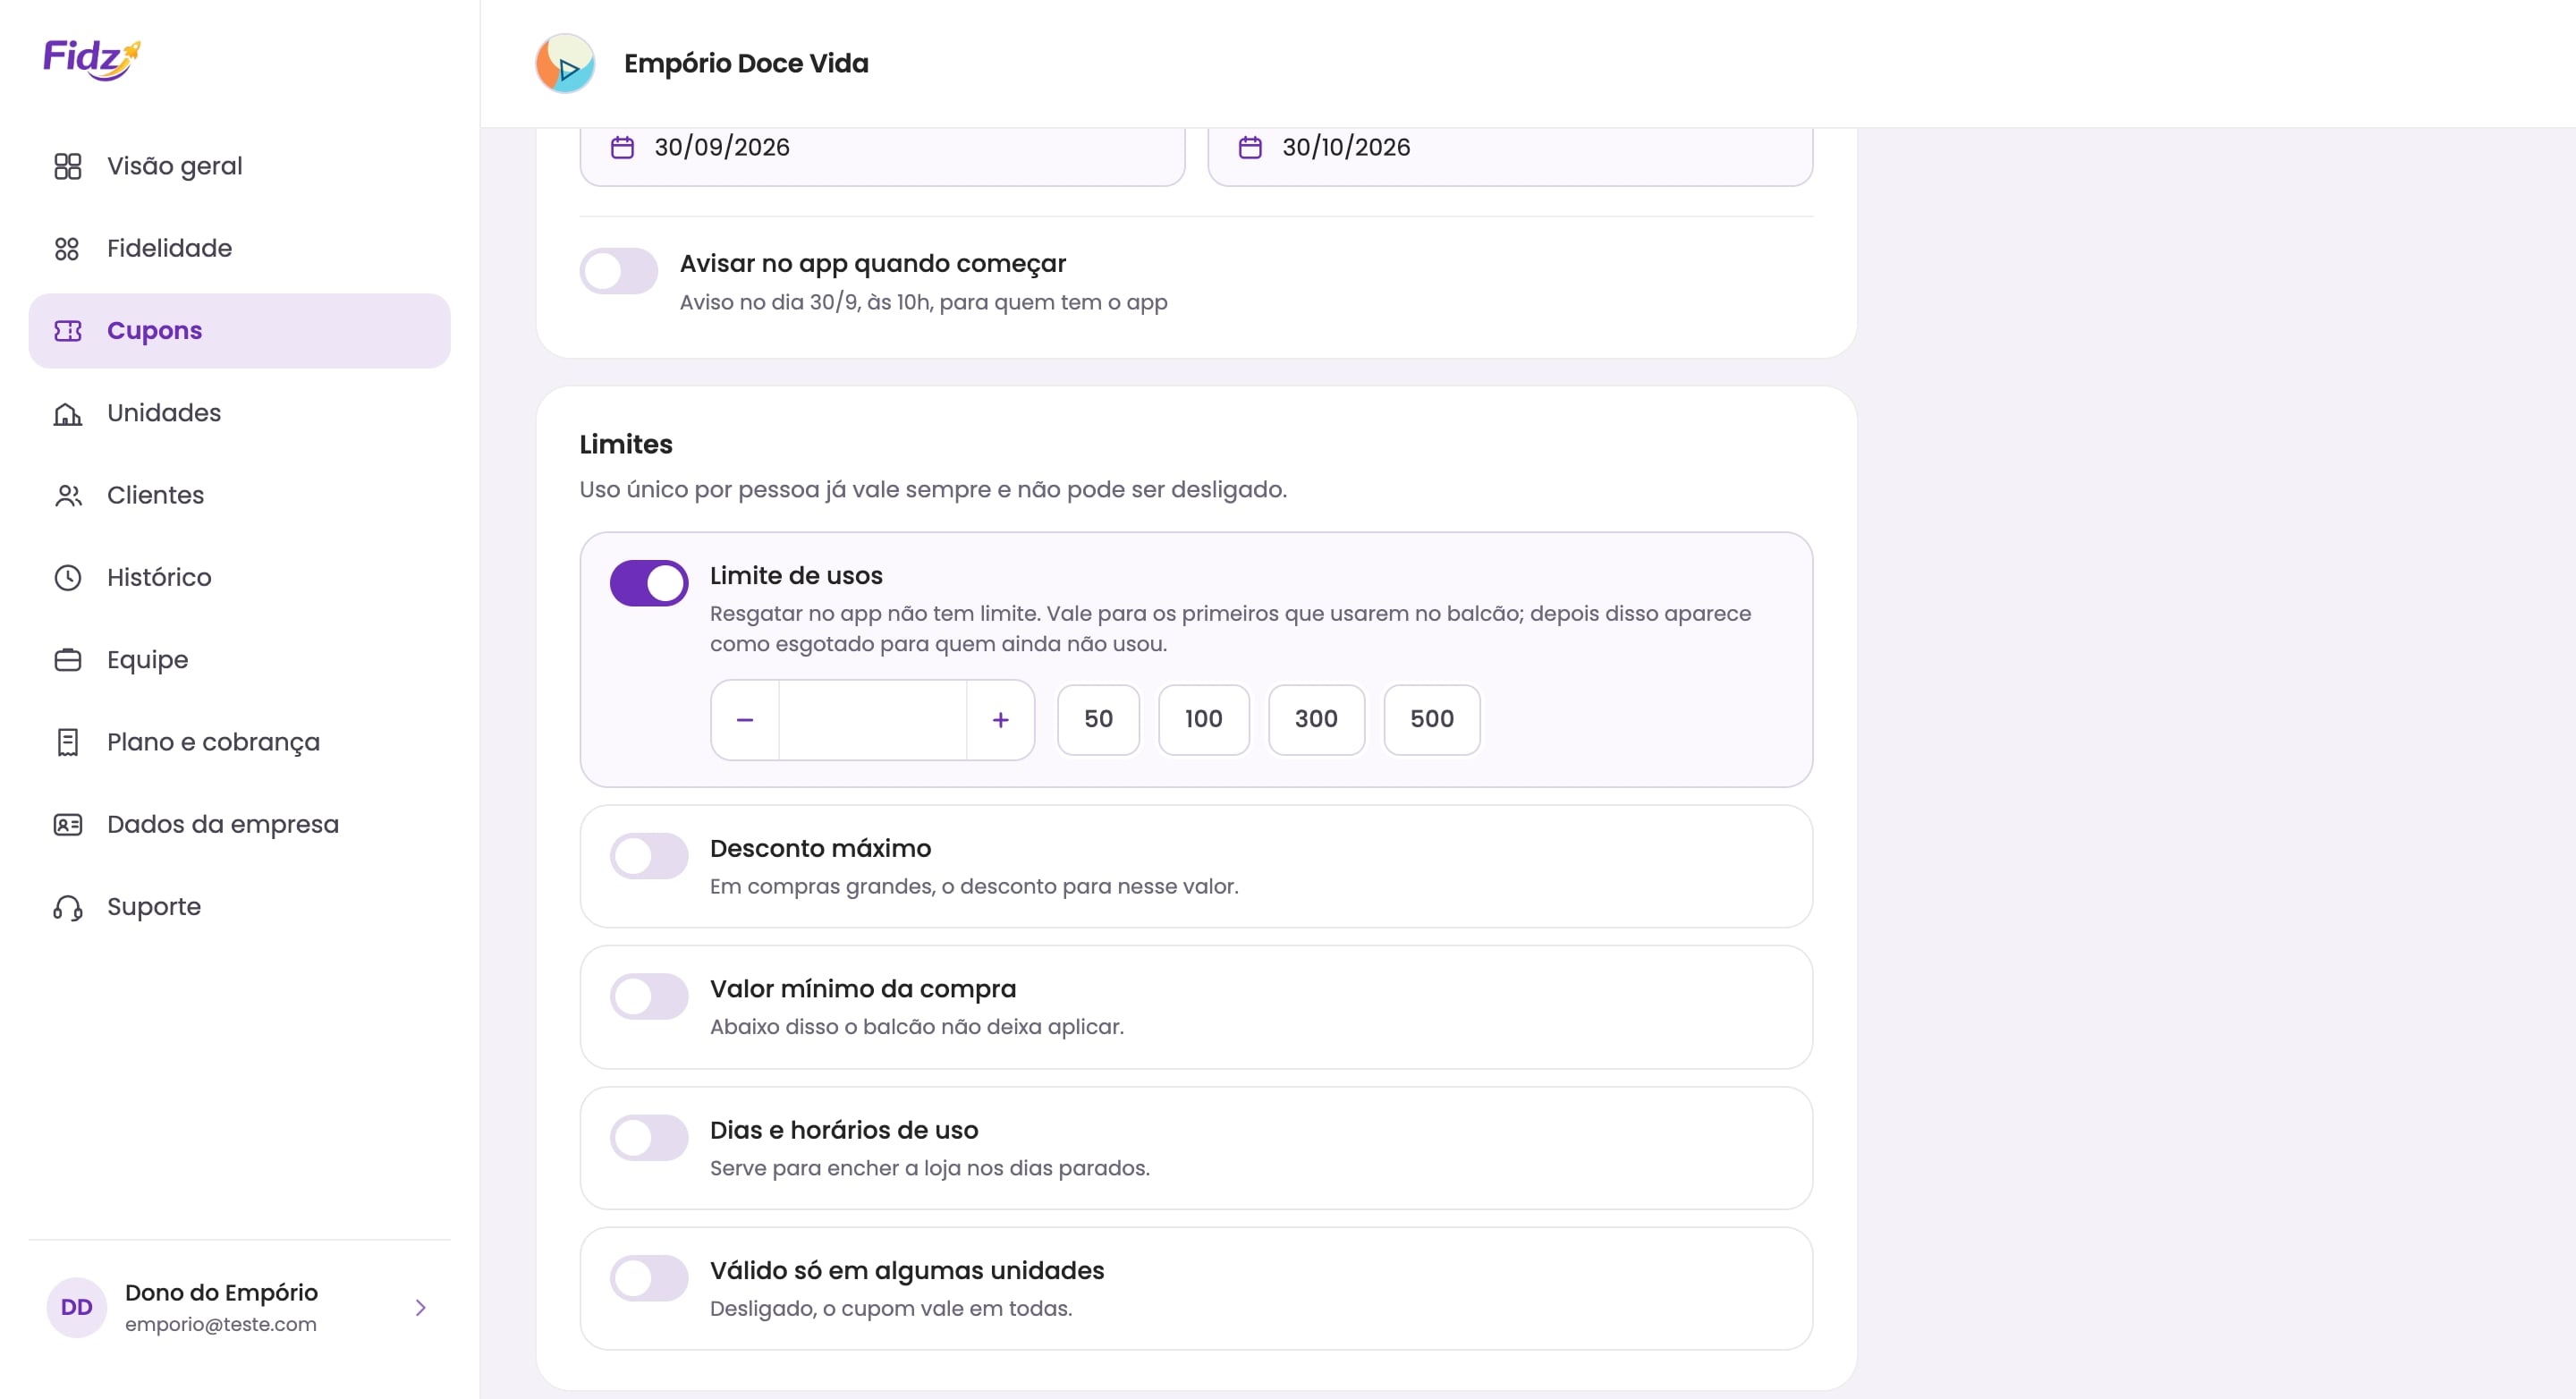 Fidz
Empório Doce Vida
Visão geral
Fidelidade
Cupons
Unidades
Clientes
Histórico
Equipe
Plano e cobrança
Dados da empresa
Suporte
DD
Dono do Empório
emporio@teste.com
30/09/2026
30/10/2026
Avisar no app quando começar
Aviso no dia 30/9, às 10h, para quem tem o app
Limites
Uso único por pessoa já vale sempre e não pode ser desligado.
Limite de usos
Resgatar no app não tem limite. Vale para os primeiros que usarem no balcão; depois disso aparece
como esgotado para quem ainda não usou.
− + 50 100 300 500
Desconto máximo
Em compras grandes, o desconto para nesse valor.
Valor mínimo da compra
Abaixo disso o balcão não deixa aplicar.
Dias e horários de uso
Serve para encher a loja nos dias parados.
Válido só em algumas unidades
Desligado, o cupom vale em todas.